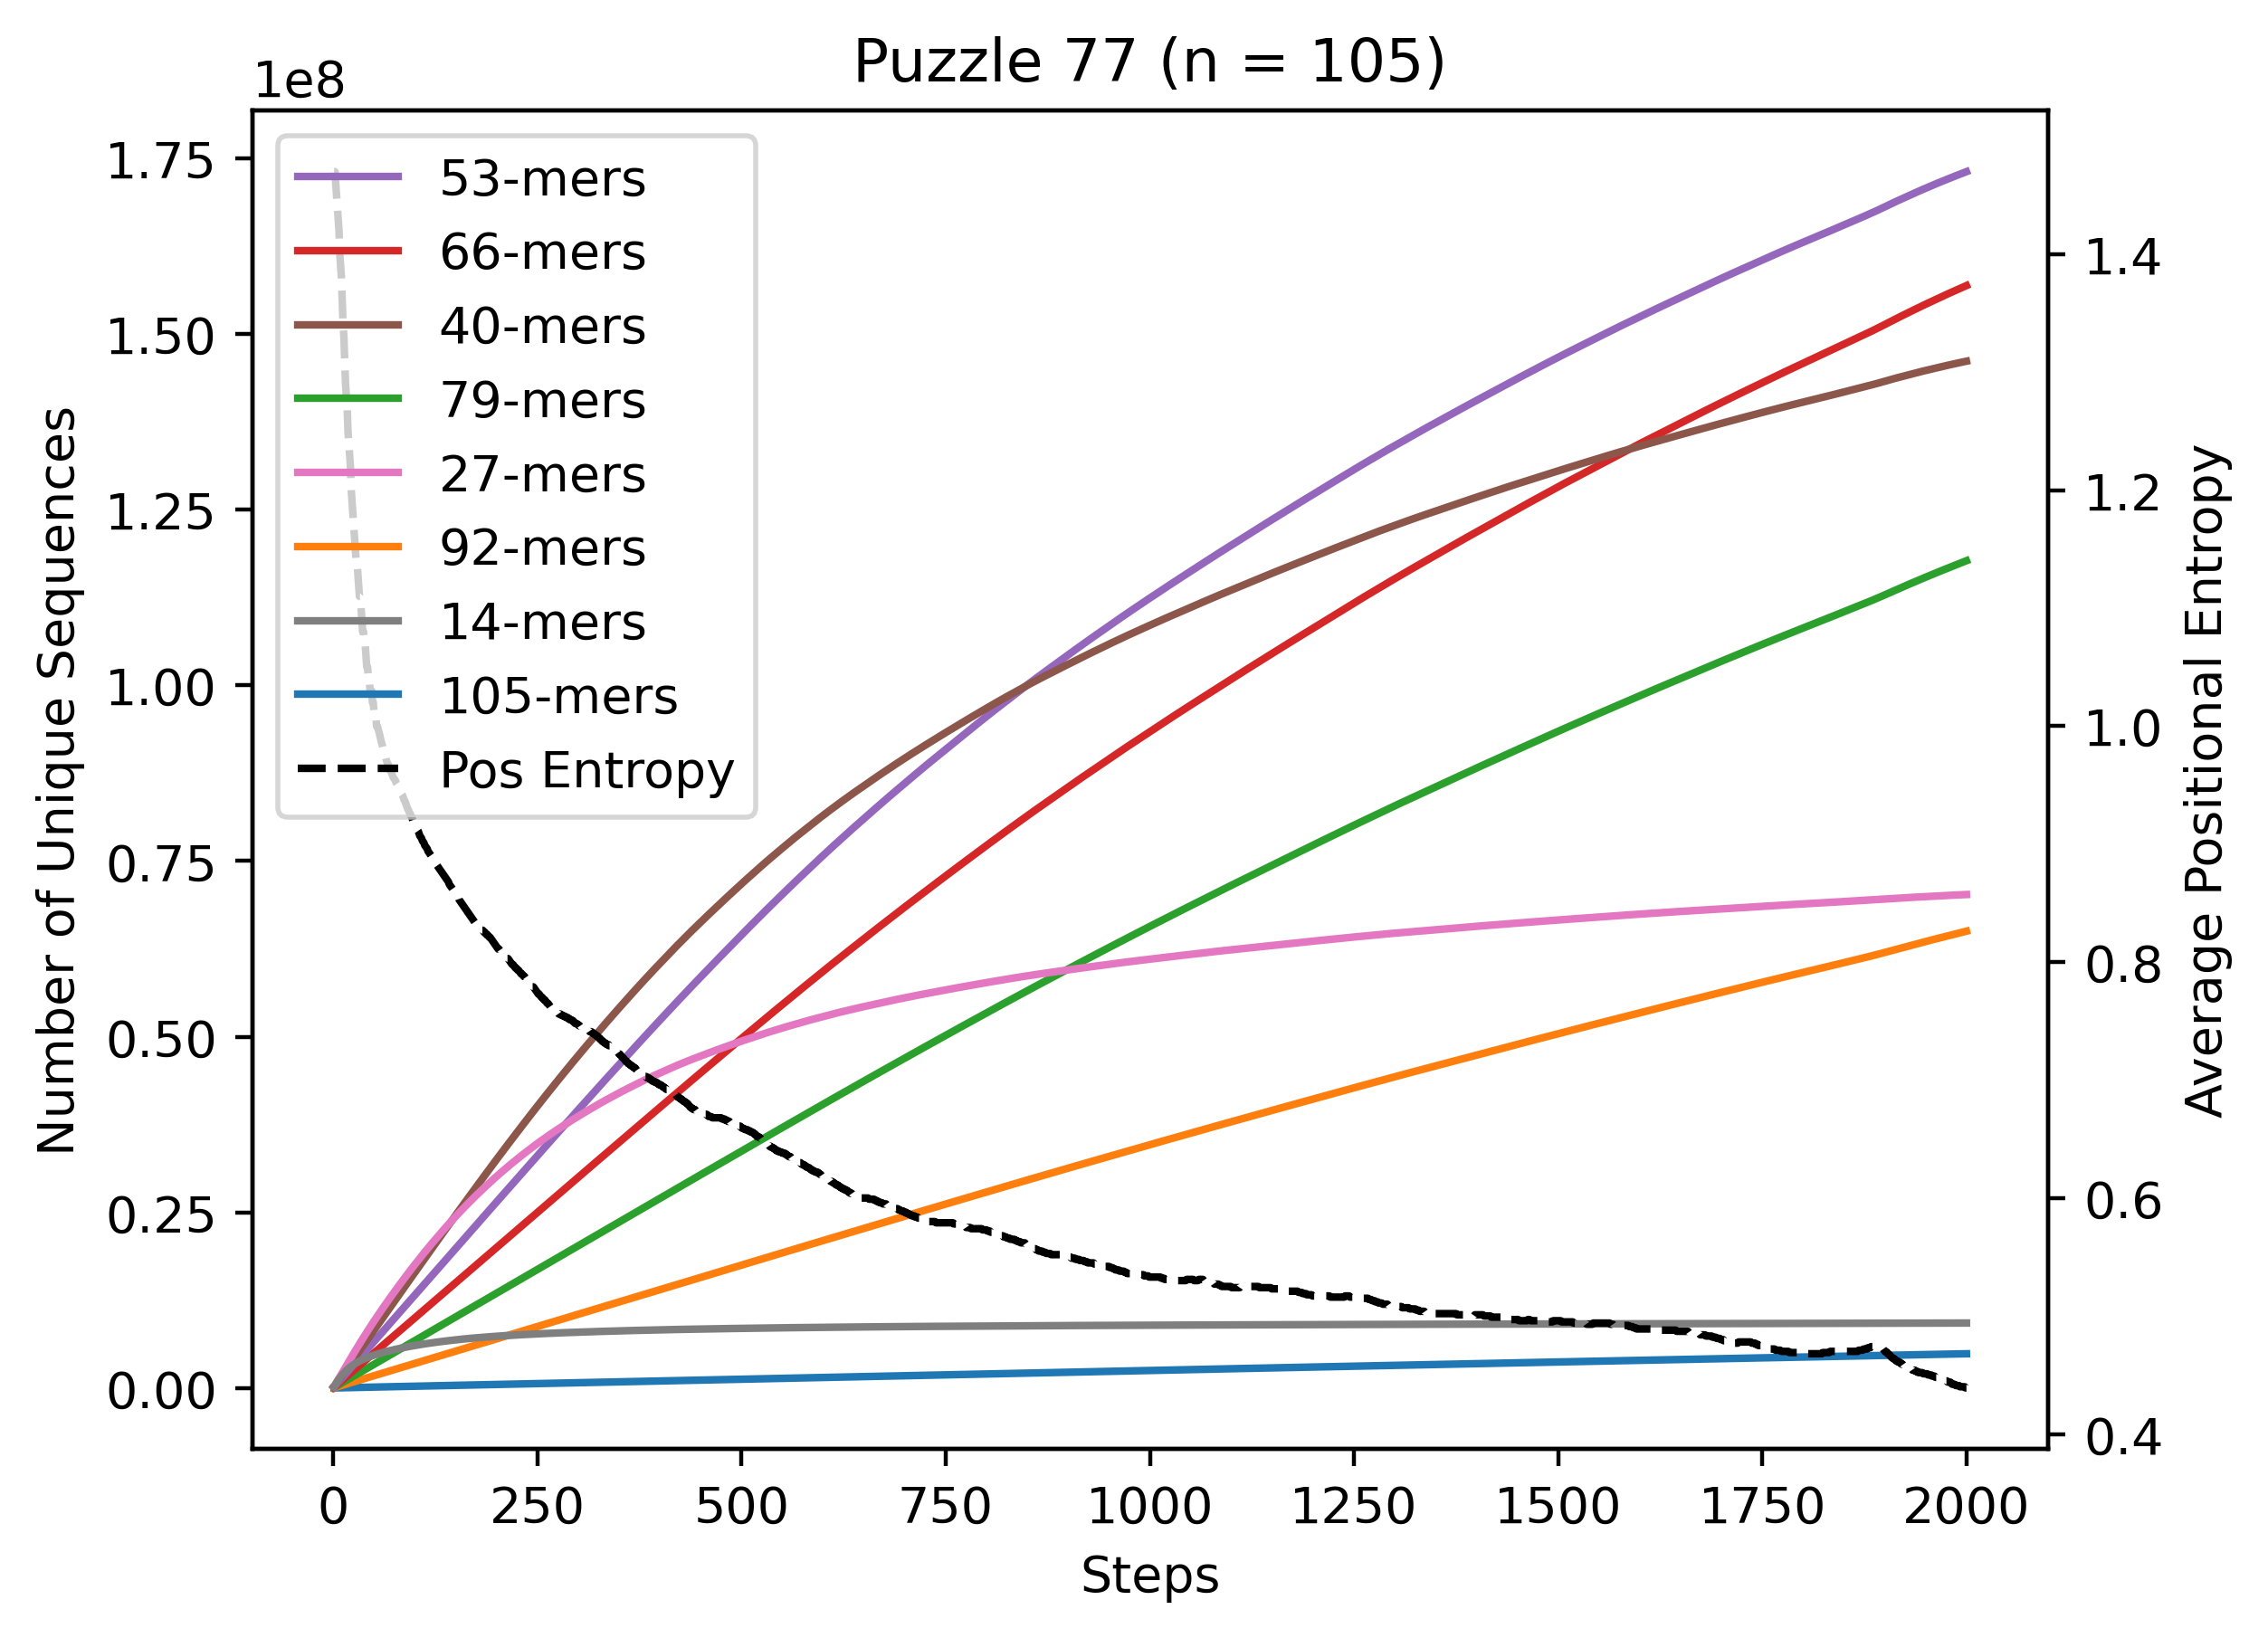 Puzzle 77 (n = 105)
1e8
1.75
1.50
1.25
1.00
0.75
0.50
0.25
0.00
Number of Unique Sequences
53-mers
66-mers
40-mers
79-mers
27-mers
92-mers
14-mers
105-mers
Pos Entropy
1.4
1.2
1.0
0.8
0.6
0.4
Average Positional Entropy
0 250 500 750 1000 1250 1500 1750 2000
Steps